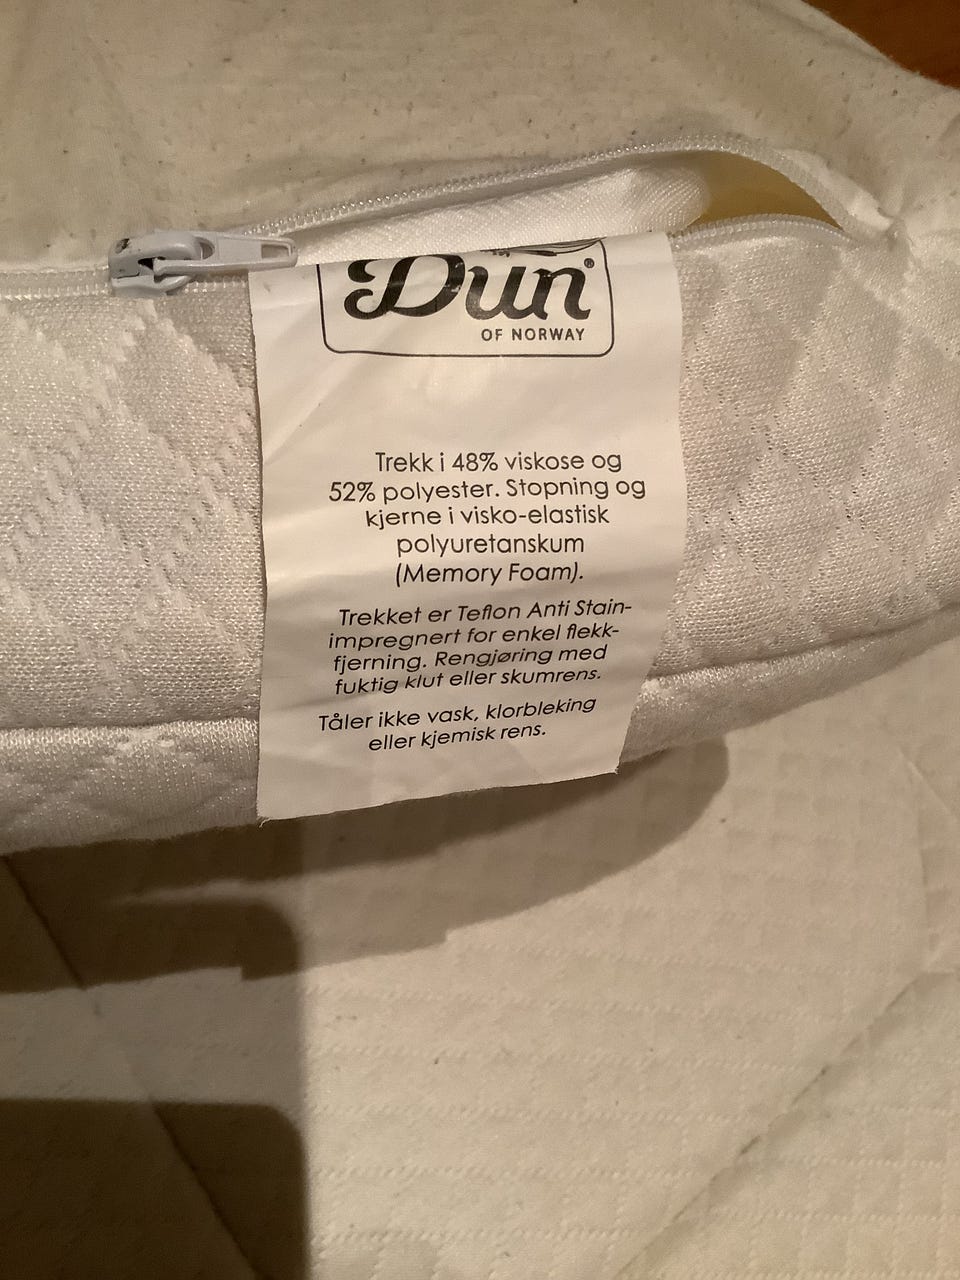 Dun®
OF NORWAY
Trekk i 48% viskose og
52% polyester. Stopning og
kjerne i visko-elastisk
polyuretanskum
(Memory Foam).
Trekket er Teflon Anti Stain-
impregnert for enkel flekk-
fjerning. Rengjøring med
fuktig klut eller skumrens.
Tåler ikke vask, klorbleking
eller kjemisk rens.